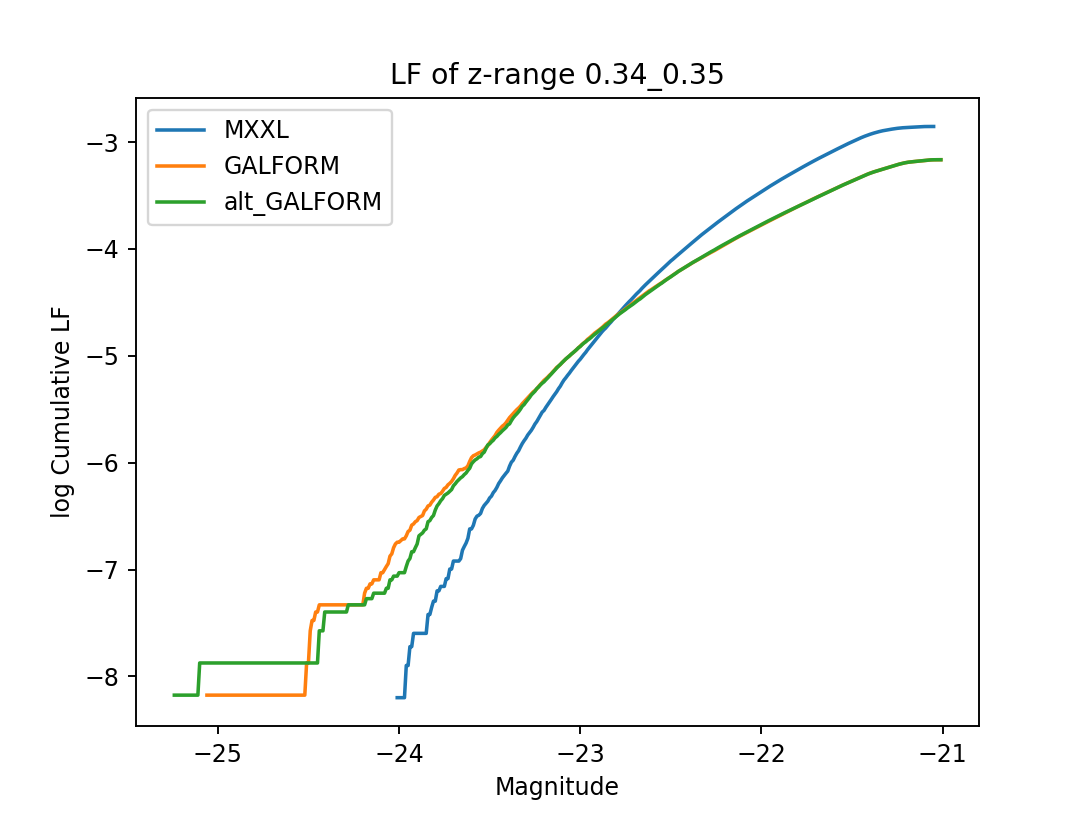 LF of z-range 0.34_0.35
MXXL
GALFORM
alt_GALFORM
log Cumulative LF
−3
−4
−5
−6
−7
−8
−25
−24
−23
−22
−21
Magnitude